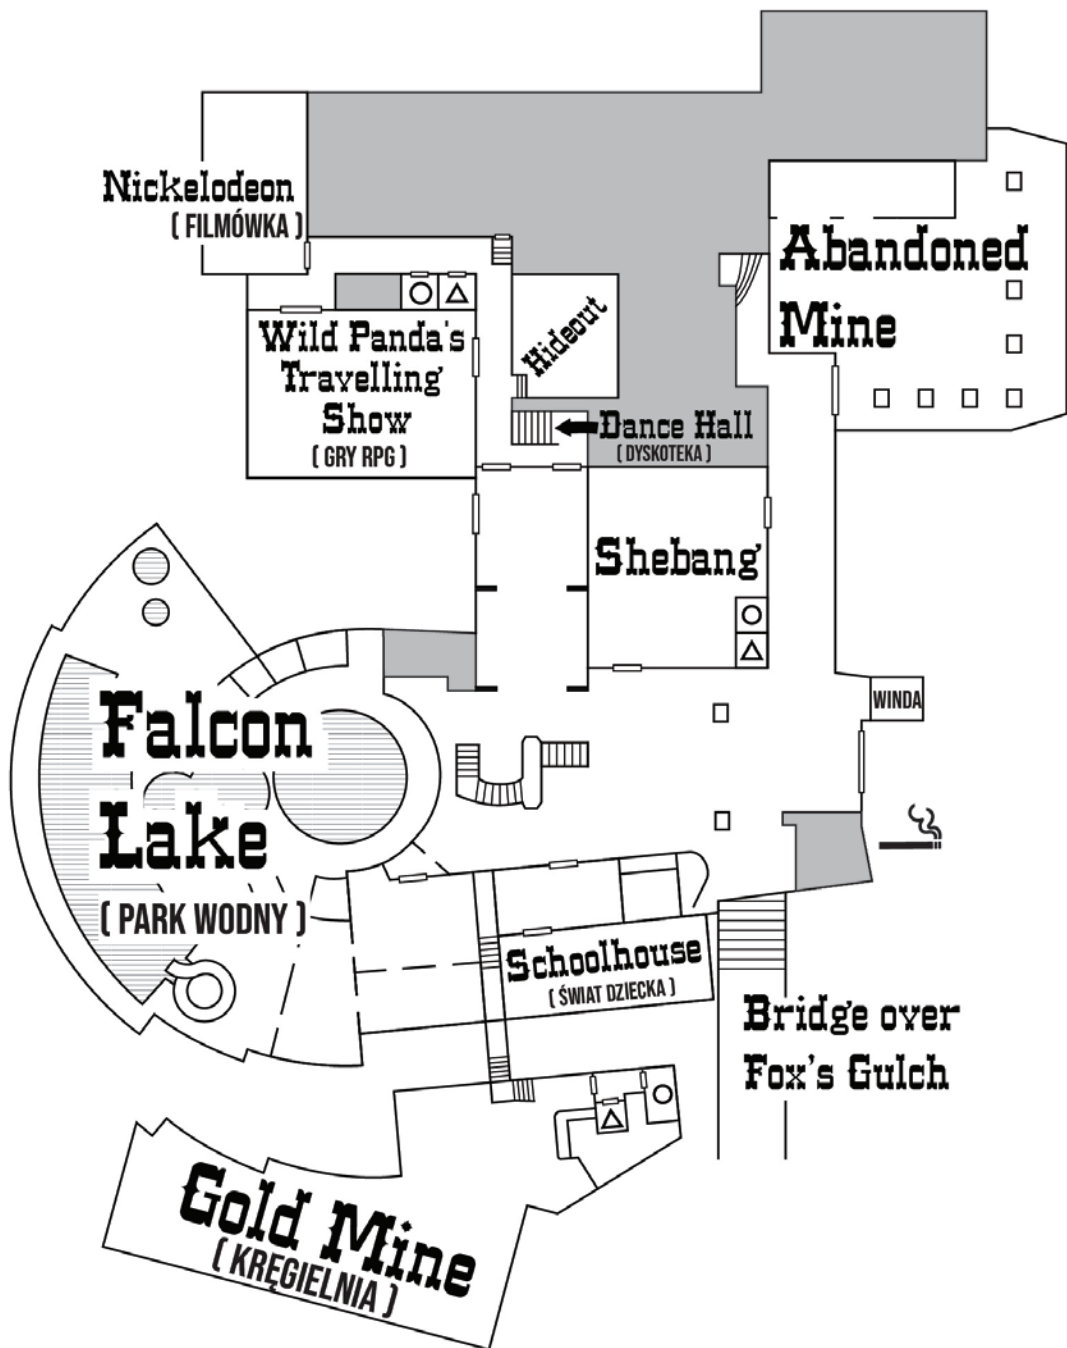 Nickelodeon
( FILMÓWKA )
Abandoned
Mine
Wild Panda's
Travelling
Show
( GRY RPG )
Hideout
Dance Hall
( DYSKOTEKA )
Shebang
Falcon
Lake
( PARK WODNY )
WINDA
Schoolhouse
( ŚWIAT DZIECKA )
Bridge over
Fox's Gulch
Gold Mine
( KRĘGIELNIA )